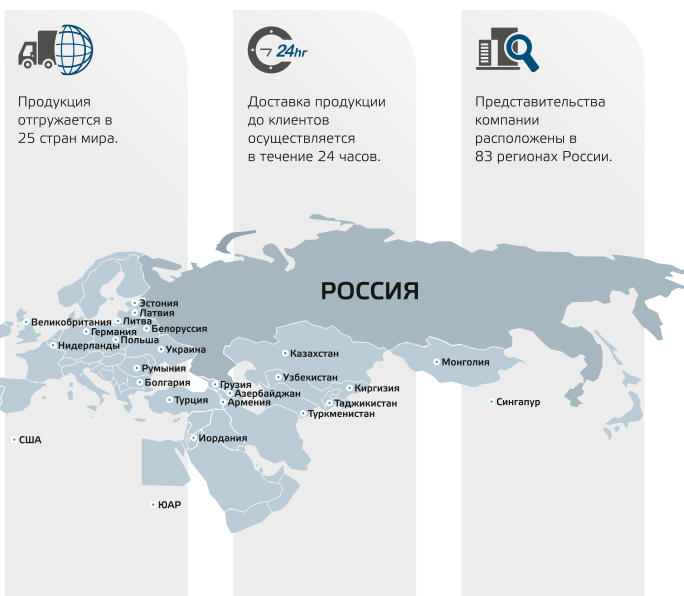 24hr
Продукция
отгружается в
25 стран мира.
Доставка продукции
до клиентов
осуществляется
в течение 24 часов.
Представительства
компании
расположены в
83 регионах России.
РОССИЯ
Эстония
Латвия
Великобритания
Литва
Германия
Белоруссия
Польша
Нидерланды
Украина
Казахстан
Монголия
Румыния
Узбекистан
Болгария
Грузия
Киргизия
Азербайджан
Турция
Армения
Таджикистан
Сингапур
Туркменистан
США
Иордания
ЮАР